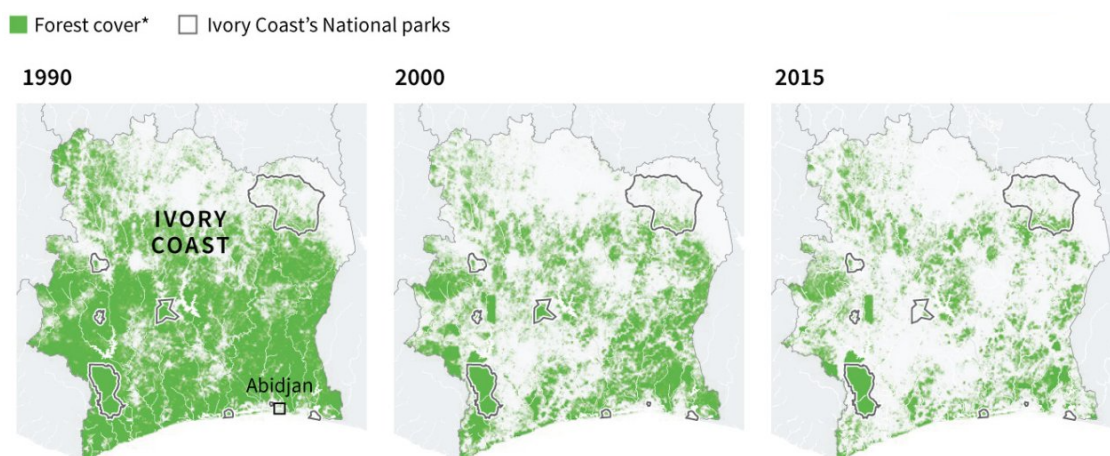 Forest cover* Ivory Coast's National parks
1990 2000 2015
IVORY
COAST
Abidjan